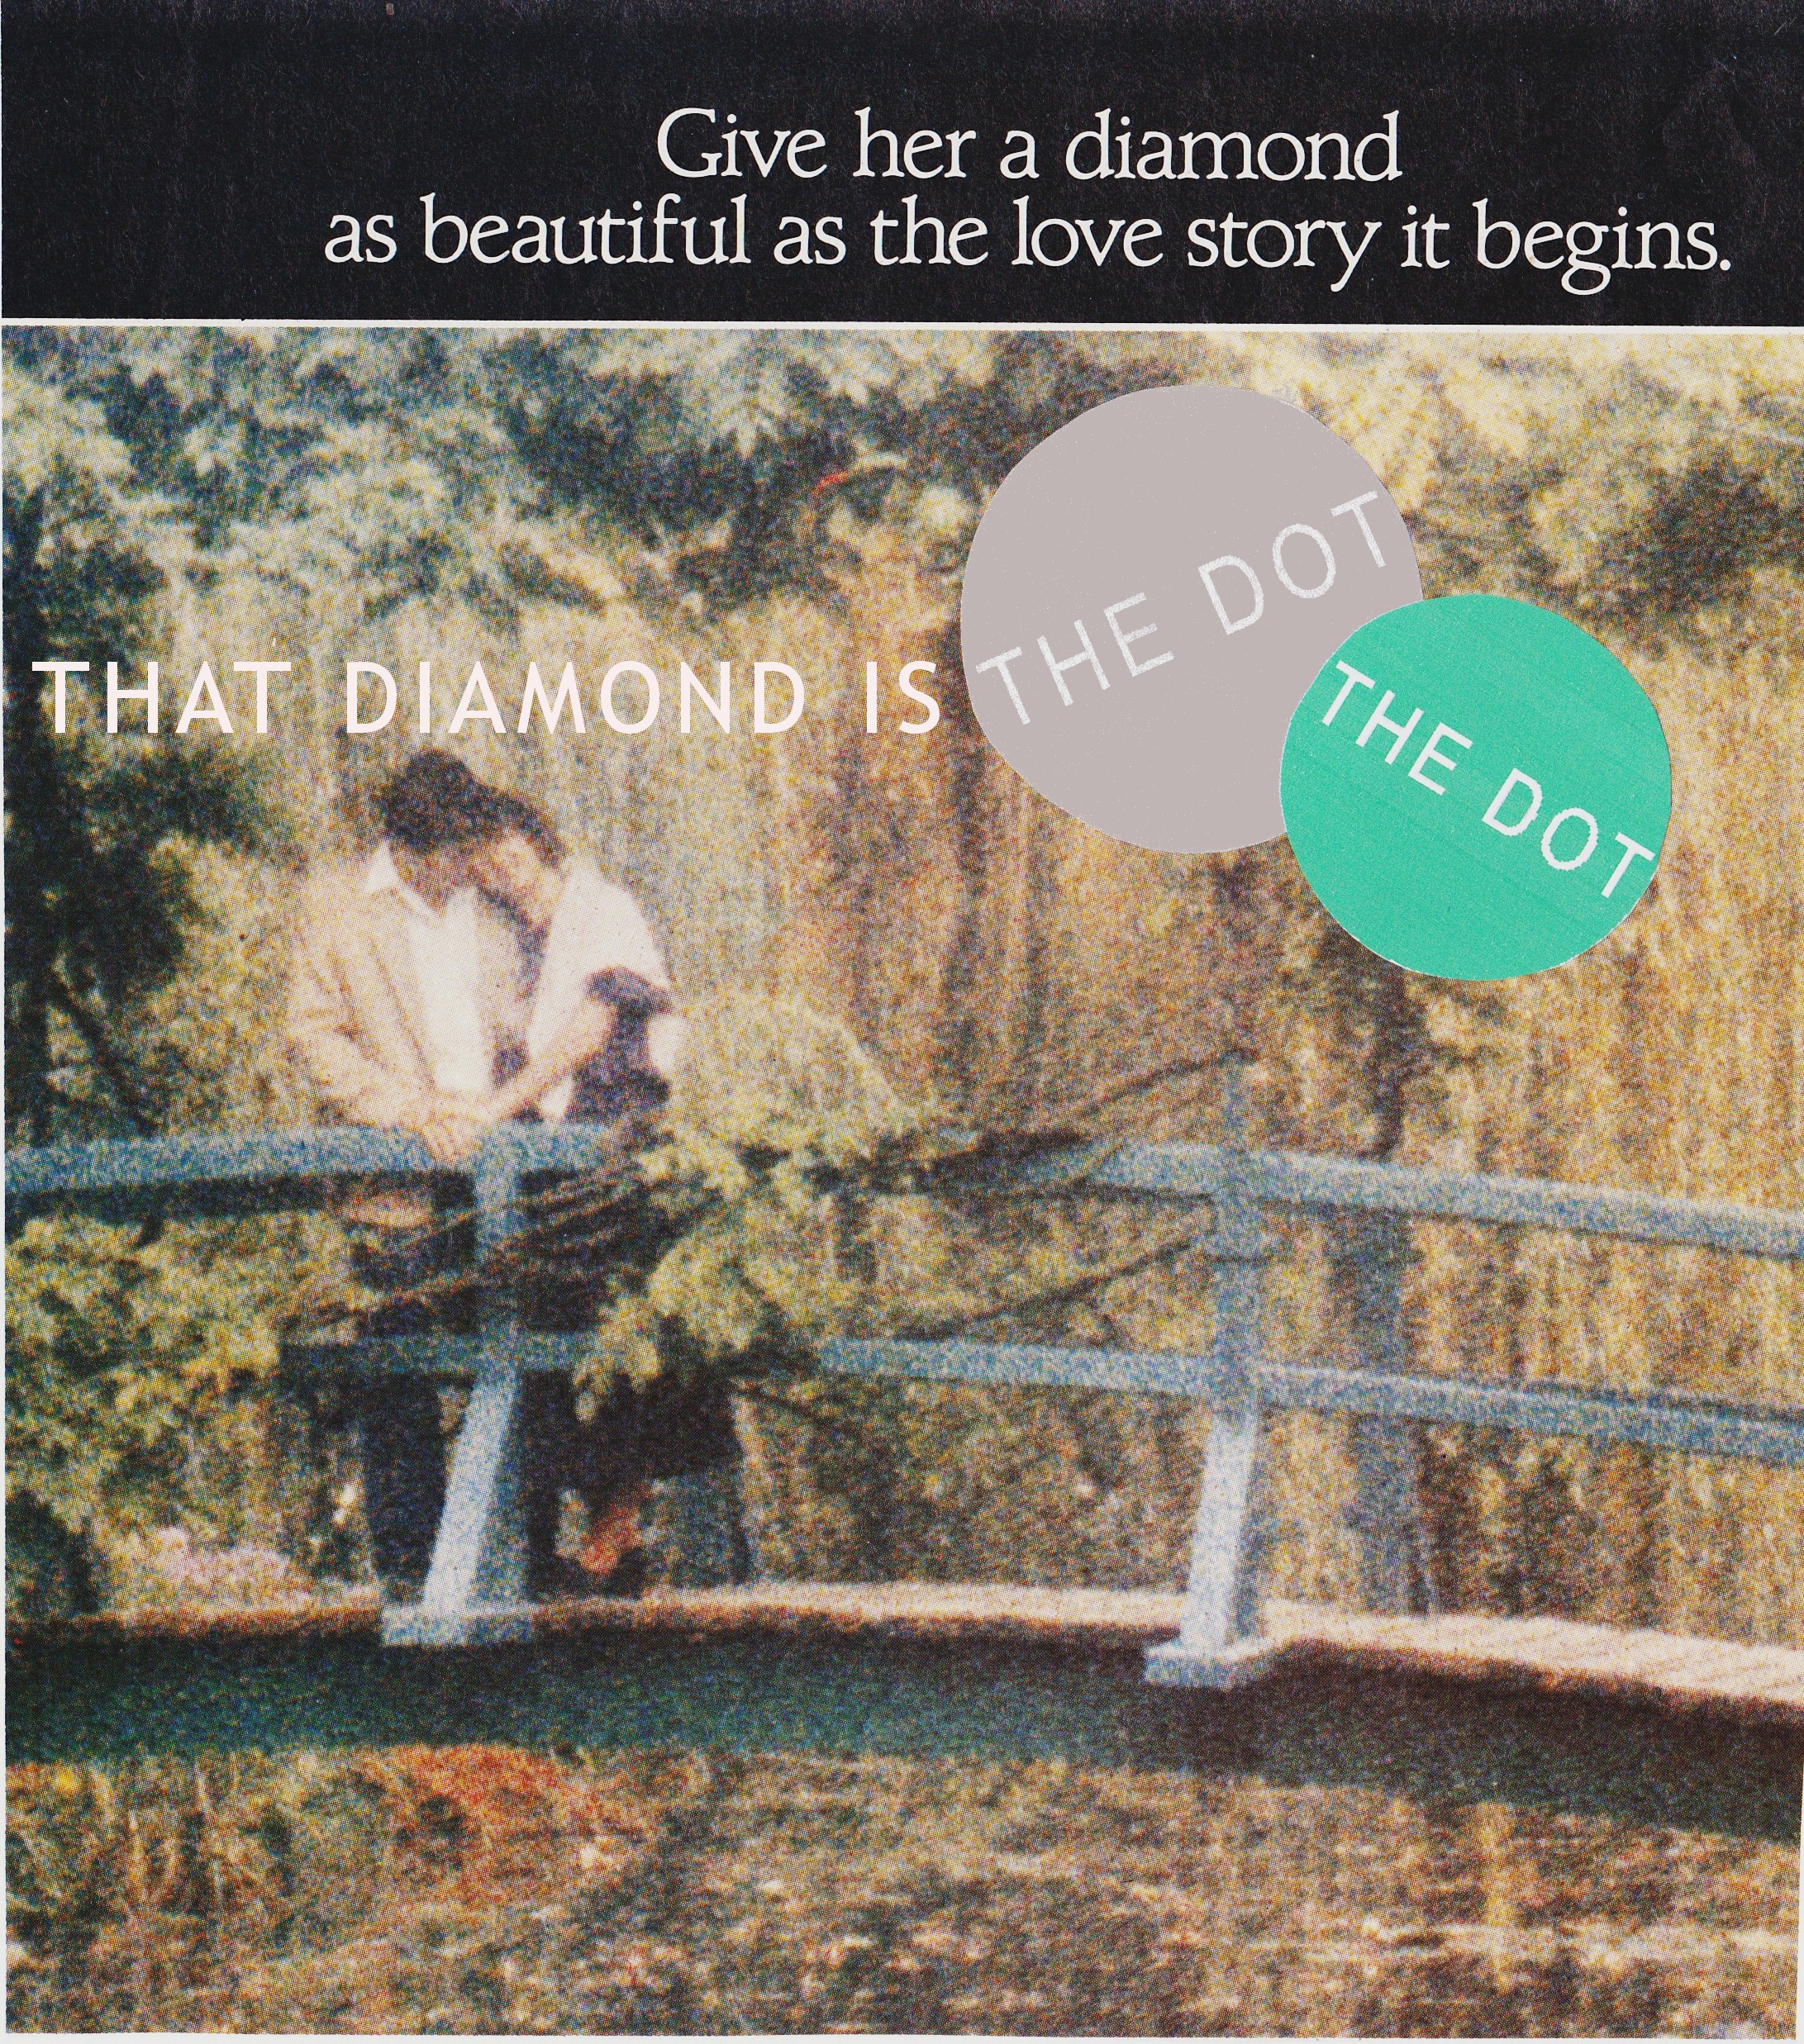 Give her a diamond
as beautiful as the love story it begins.
THAT DIAMOND IS
THE DOT
THE DOT